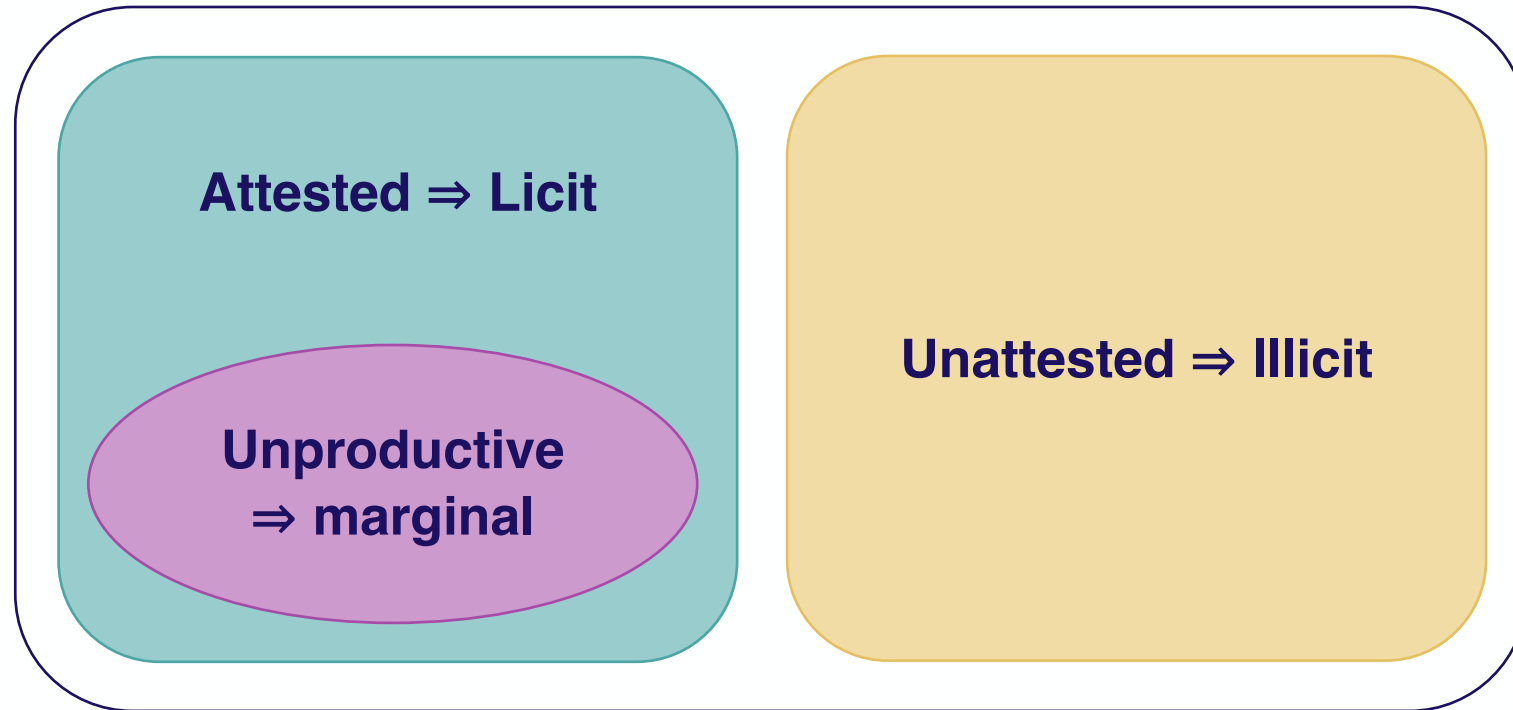 Attested ⇒ Licit
Unproductive
⇒ marginal
Unattested ⇒ Illicit